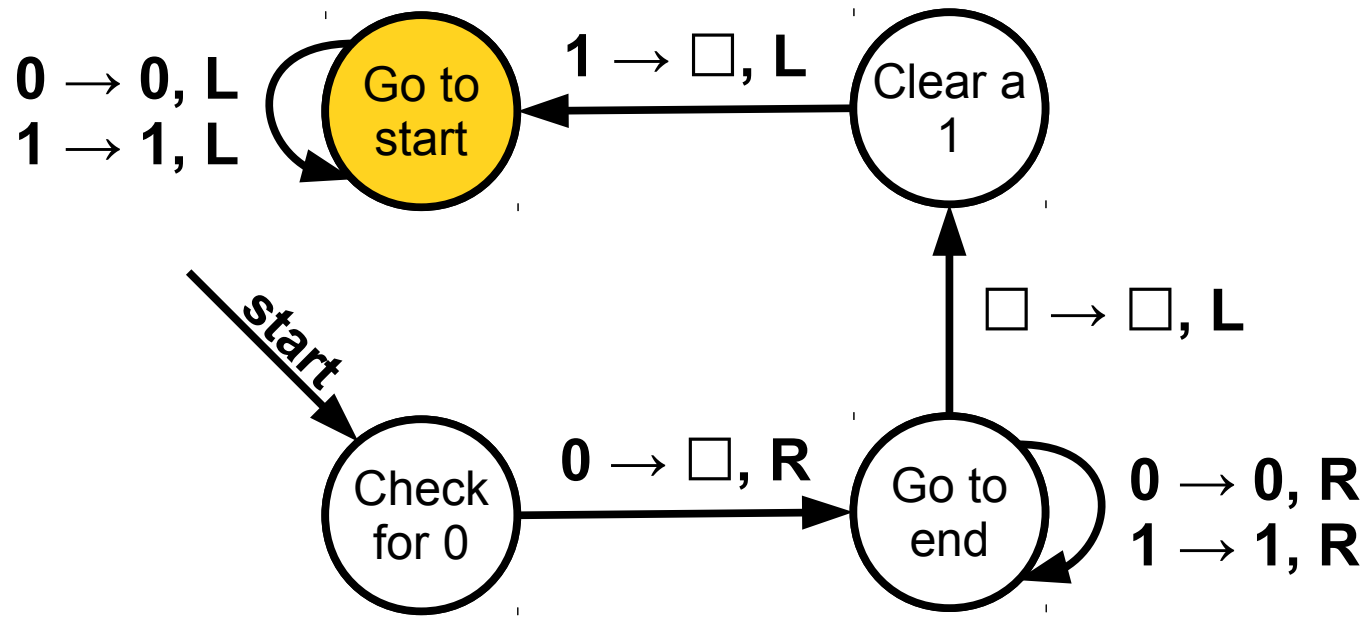 1 → □, L
0 → 0, L
1 → 1, L
Go to
start
Clear a
1
□ → □, L
start
0 → □, R
Check
for 0
Go to
end
0 → 0, R
1 → 1, R